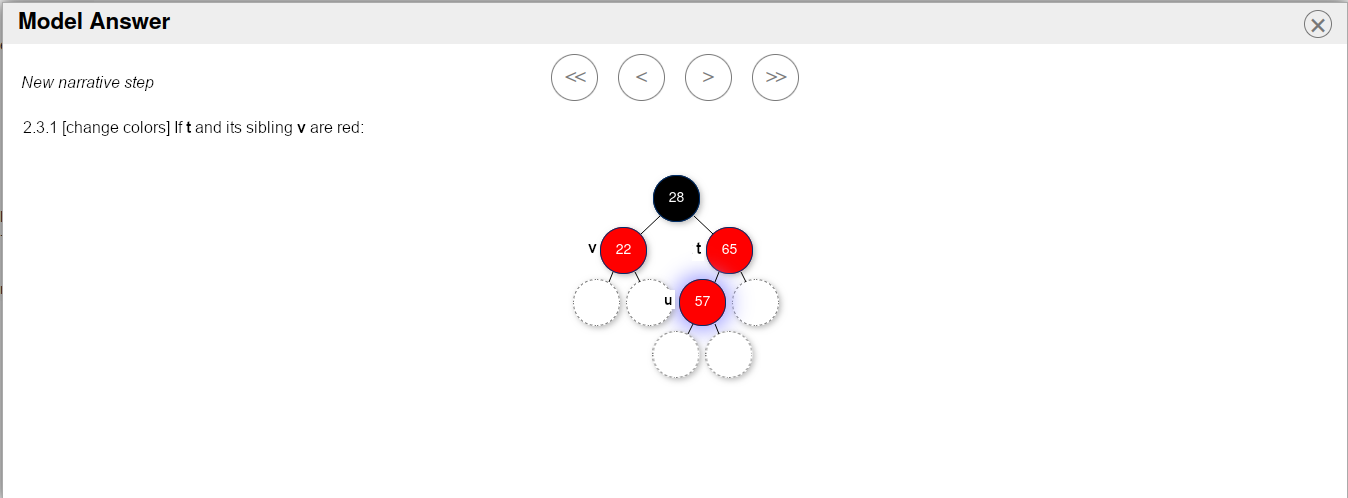 Model Answer
<< < > >>
New narrative step
2.3.1 [change colors] If t and its sibling v are red:
28
v 22 t 65
u 57